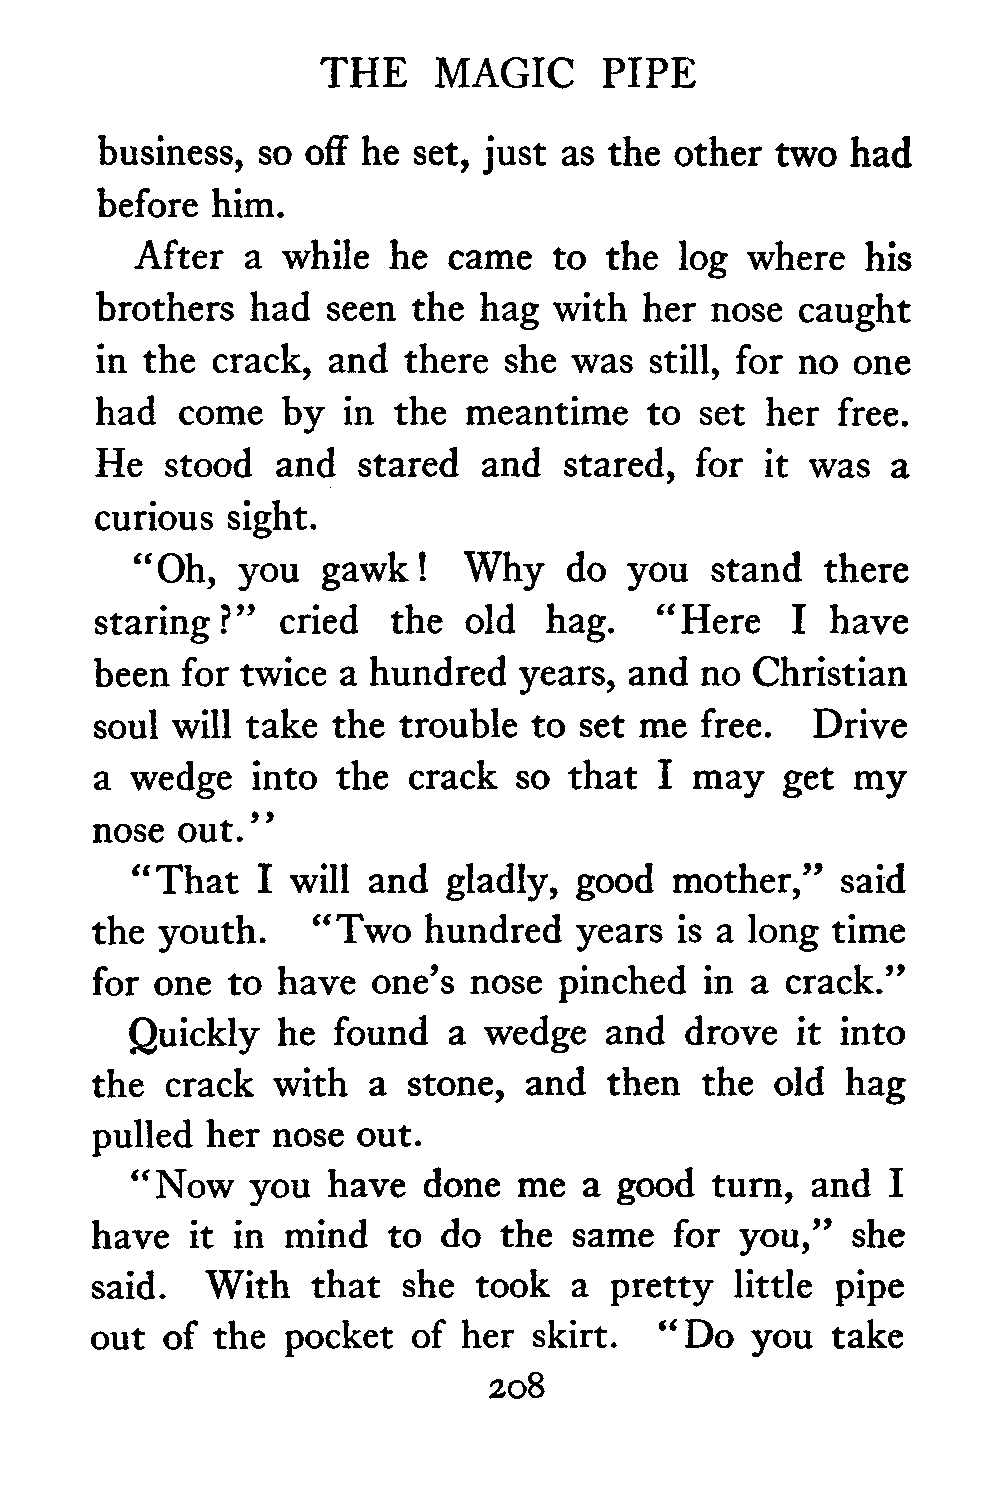 THE MAGIC PIPE
business, so off he set, just as the other two had
before him.
After a while he came to the log where his
brothers had seen the hag with her nose caught
in the crack, and there she was still, for no one
had come by in the meantime to set her free.
He stood and stared and stared, for it was a
curious sight.
“Oh, you gawk! Why do you stand there
staring?” cried the old hag. “Here I have
been for twice a hundred years, and no Christian
soul will take the trouble to set me free. Drive
a wedge into the crack so that I may get my
nose out.”
“That I will and gladly, good mother,” said
the youth. “Two hundred years is a long time
for one to have one’s nose pinched in a crack.”
Quickly he found a wedge and drove it into
the crack with a stone, and then the old hag
pulled her nose out.
“Now you have done me a good turn, and I
have it in mind to do the same for you,” she
said. With that she took a pretty little pipe
out of the pocket of her skirt. “Do you take
208